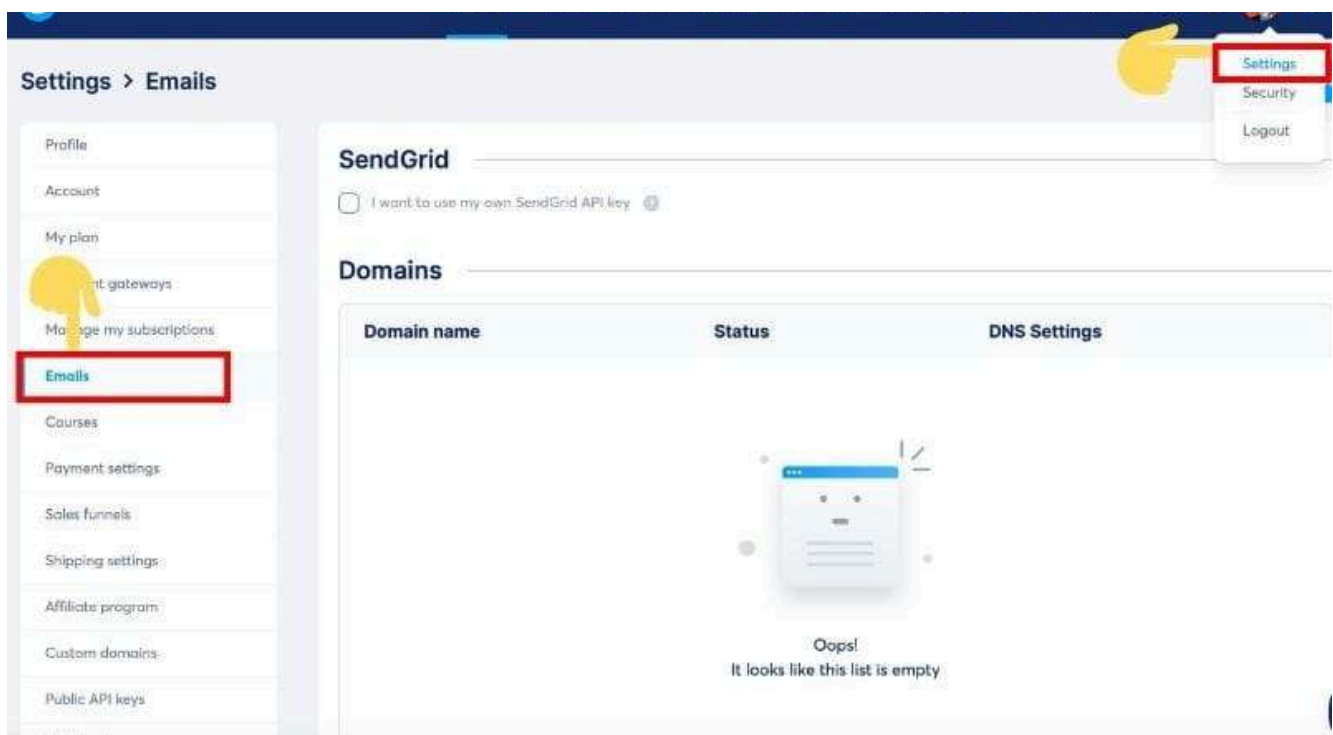 Settings > Emails
Settings
Security
Logout
Profile
Account
My plan
gateways
Manage my subscriptions
Emails
Courses
Payment settings
Sales funnels
Shipping settings
Affiliate program
Custom domains
Public API keys
SendGrid
I want to use my own SendGrid API key
Domains
Domain name Status DNS Settings
Oops!
It looks like this list is empty